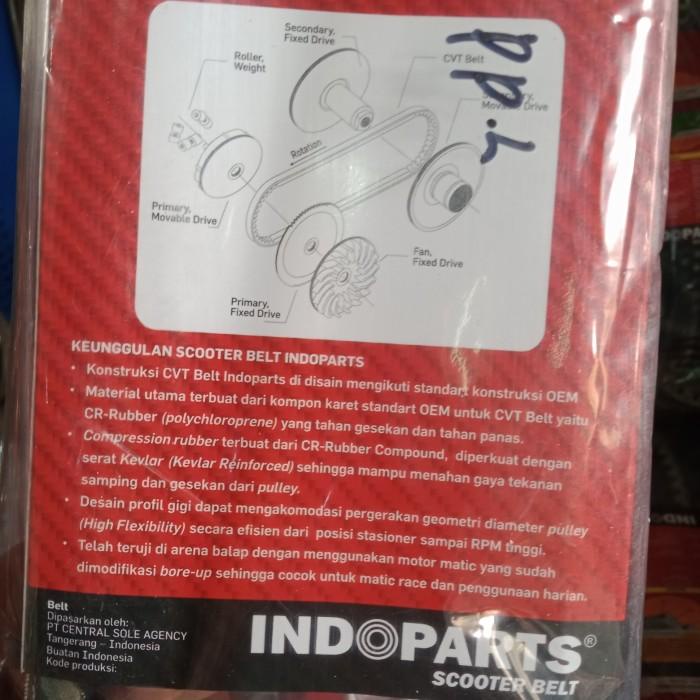 Secondary,
Fixed Drive
Roller,
Weight
CVT Belt
Drive
Rotation
Primary,
Movable Drive
Fan,
Fixed Drive
Primary,
Fixed Drive
KEUNGGULAN SCOOTER BELT INDOPARTS
• Konstruksi CVT Belt Indoparts di disain mengikuti standart konstruksi OEM
• Material utama terbuat dari kompon karet standart OEM untuk CVT Belt yaitu
CR-Rubber (polychloroprene) yang tahan gesekan dan tahan panas.
• Compression rubber terbuat dari CR-Rubber Compound, diperkuat dengan
serat Kevlar (Kevlar Reinforced) sehingga mampu menahan gaya tekanan
samping dan gesekan dari pulley.
• Desain profil gigi dapat mengakomodasi pergerakan geometri diameter pulley
(High Flexibility) secara efisien dari posisi stasioner sampai RPM tinggi.
• Telah teruji di arena balap dengan menggunakan motor matic yang sudah
dimodifikasi bore-up sehingga cocok untuk matic race dan penggunaan harian.
Belt
Dipasarkan oleh:
PT CENTRAL SOLE AGENCY
Tangerang – Indonesia
Buatan Indonesia
Kode produksi:
INDOPARTS®
SCOOTER BELT